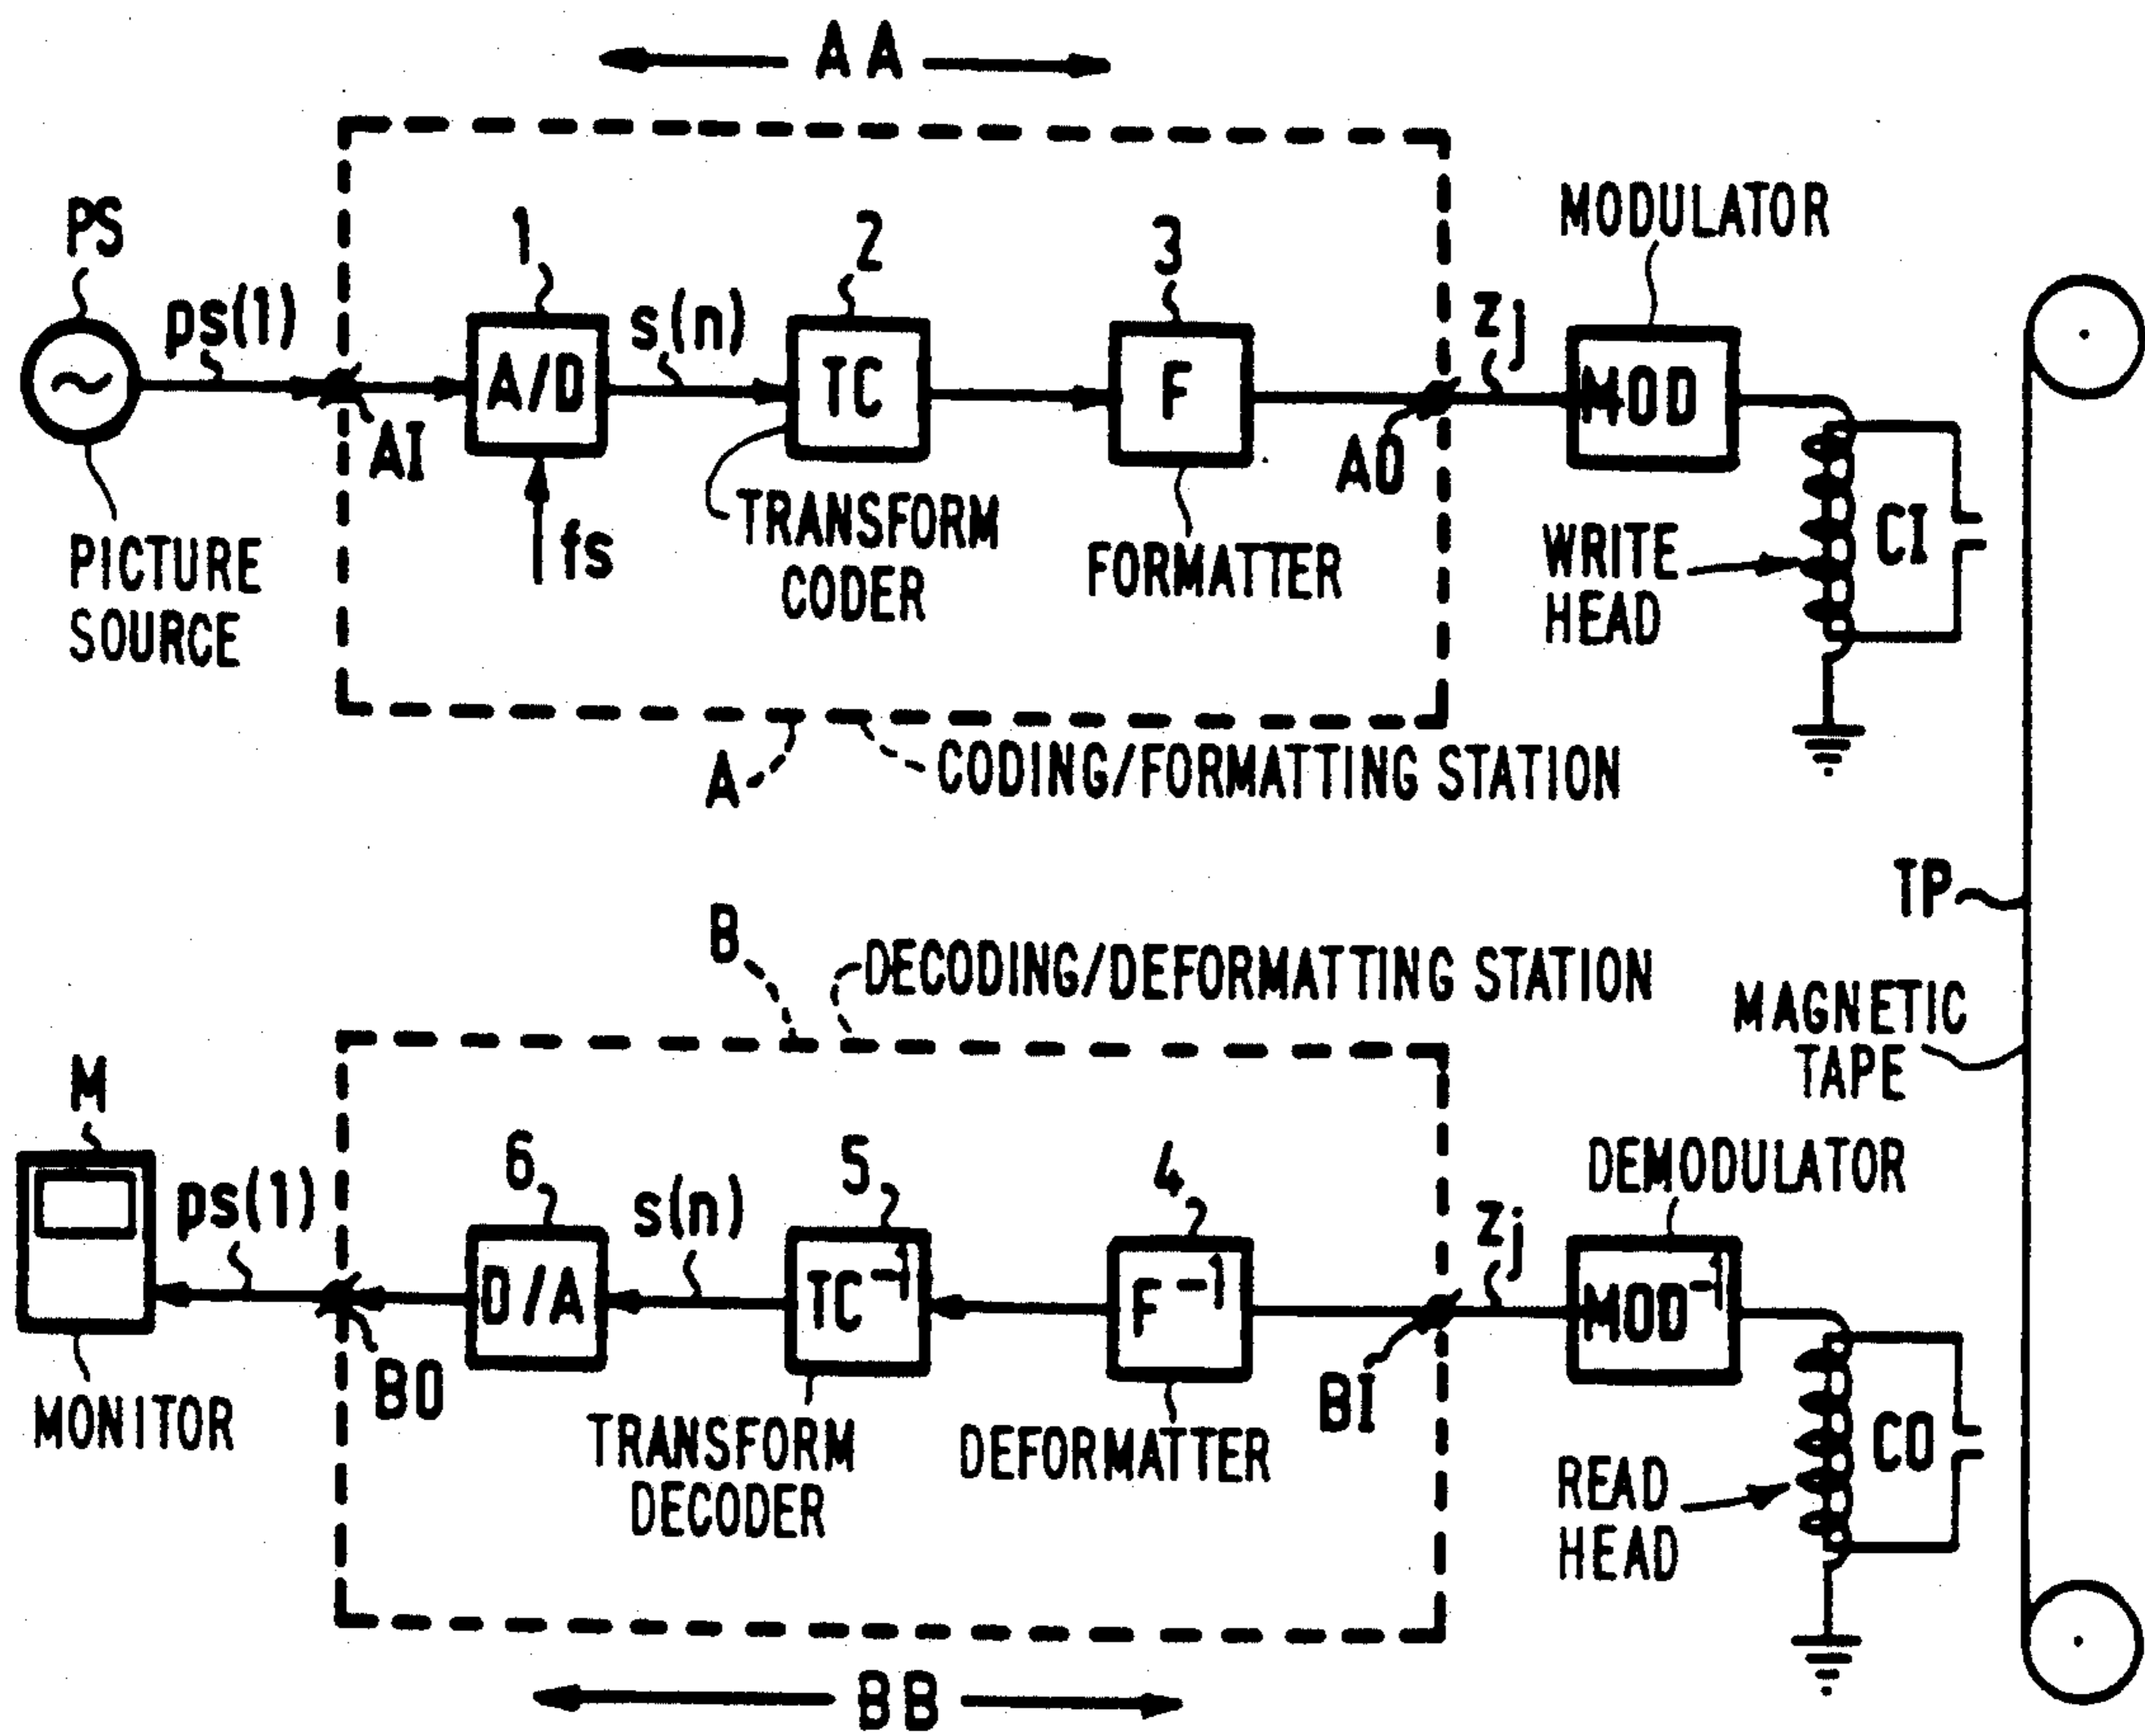 AA
PS
ps(1)
1
s(n)
2
3
zj
MODULATOR
A/D
TC
F
MOD
AI
AO
fs
TRANSFORM
CODER
FORMATTER
WRITE
HEAD
CI
PICTURE
SOURCE
A
CODING/FORMATTING STATION
TP
B
DECODING/DEFORMATTING STATION
MAGNETIC
TAPE
M
ps(1)
6
s(n)
5
4
zj
DEMODULATOR
D/A
TC⁻¹
F⁻¹
MOD⁻¹
BO
BI
MONITOR
TRANSFORM
DECODER
DEFORMATTER
READ
HEAD
CO
BB